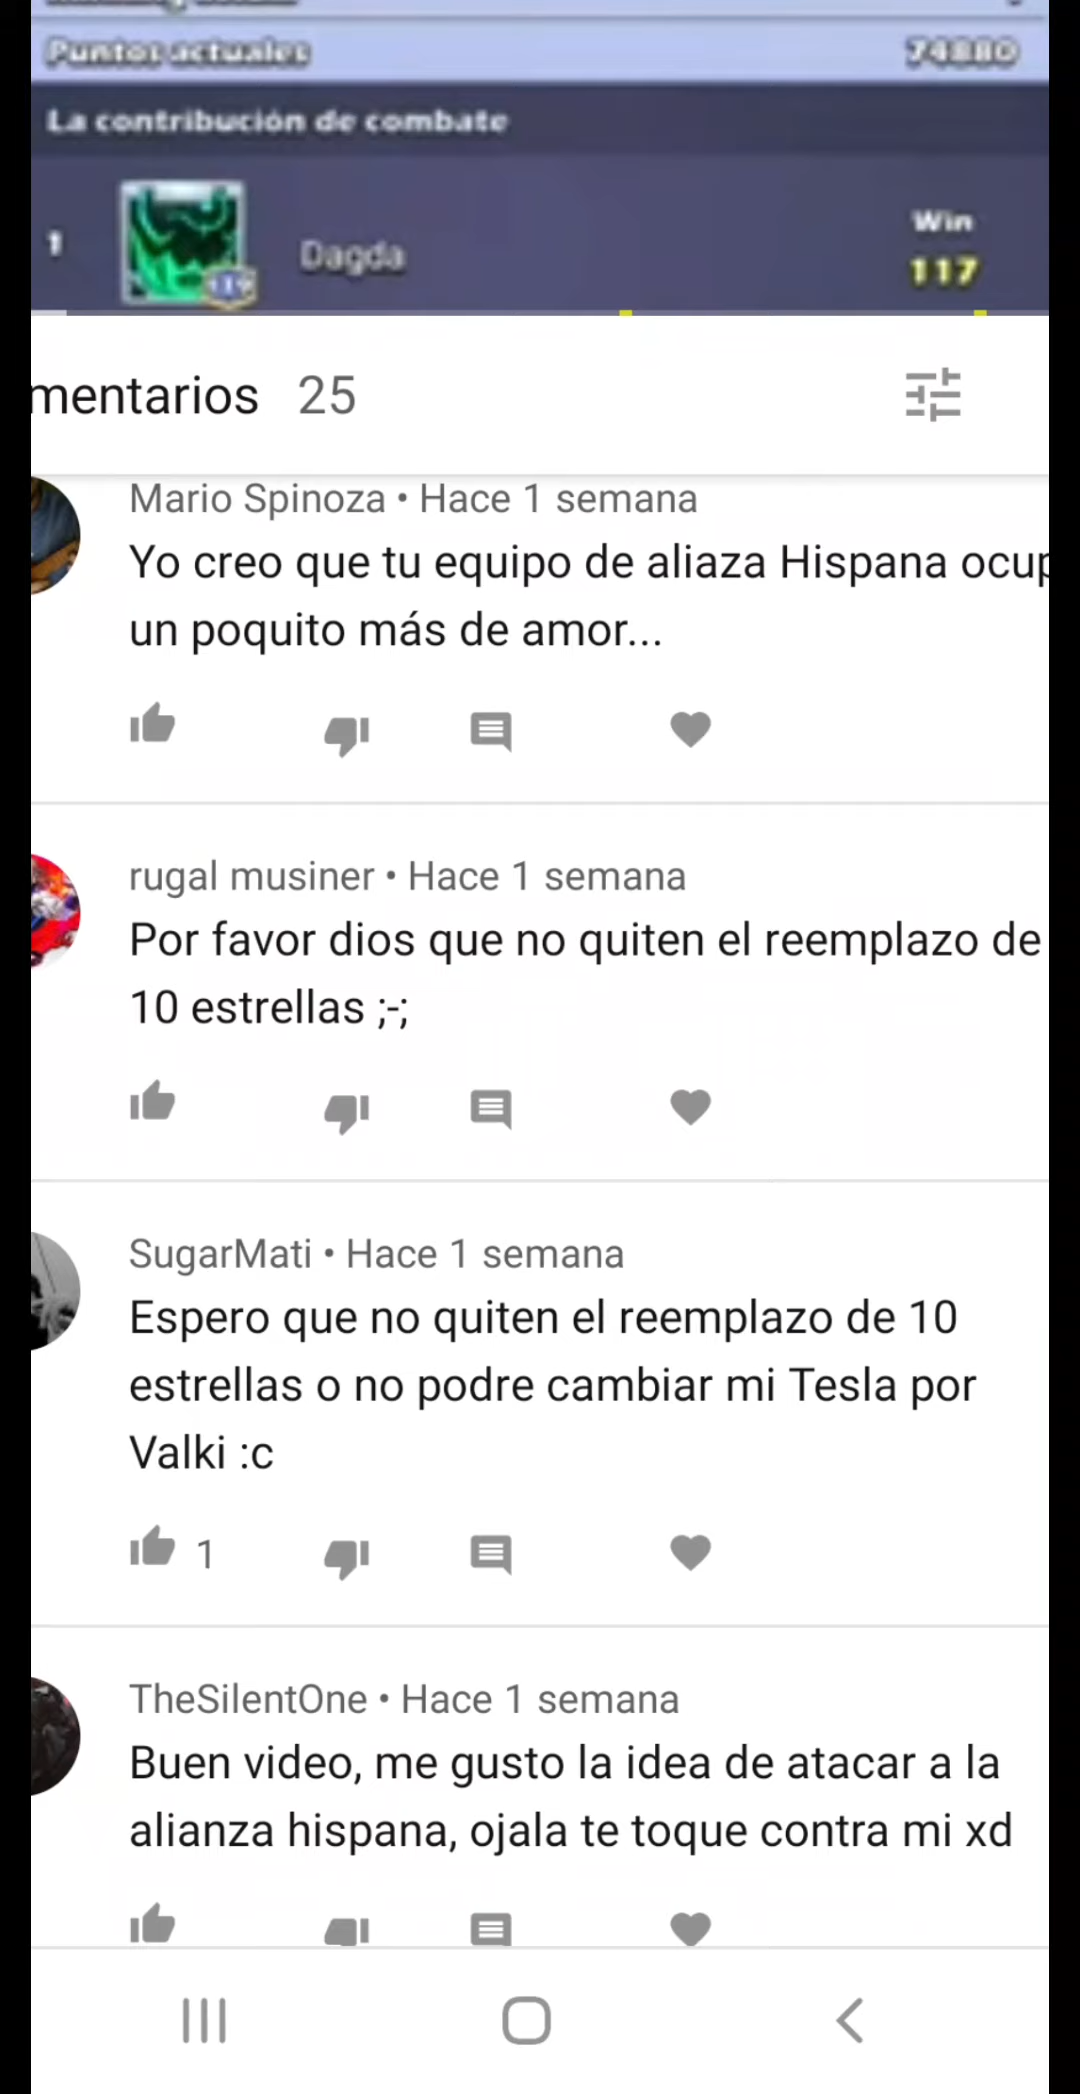 Puntos actuales 74880
La contribución de combate
1 Dagda Win
117
mentarios 25
Mario Spinoza • Hace 1 semana
Yo creo que tu equipo de aliaza Hispana ocup
un poquito más de amor...
rugal musiner • Hace 1 semana
Por favor dios que no quiten el reemplazo de
10 estrellas ;-;
SugarMati • Hace 1 semana
Espero que no quiten el reemplazo de 10
estrellas o no podre cambiar mi Tesla por
Valki :c
1
TheSilentOne • Hace 1 semana
Buen video, me gusto la idea de atacar a la
alianza hispana, ojala te toque contra mi xd